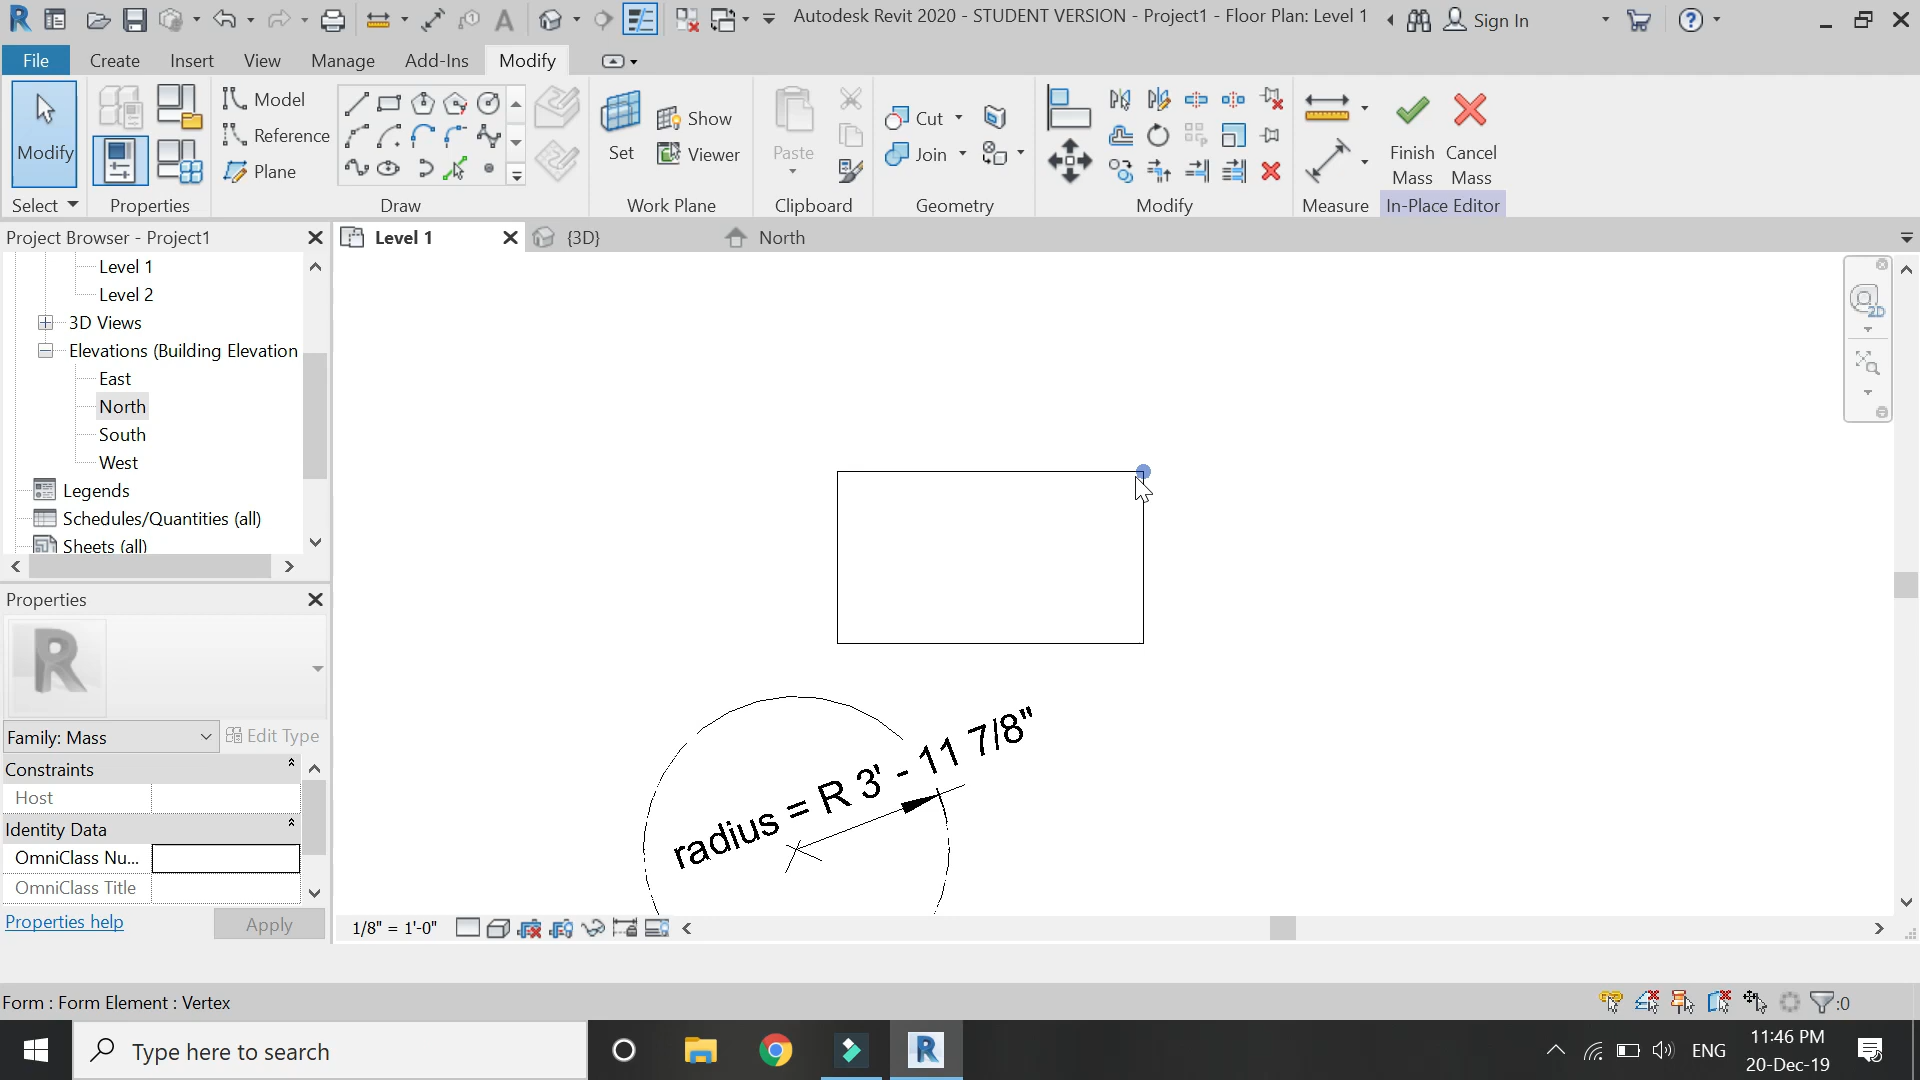 Autodesk Revit 2020 - STUDENT VERSION - Project1 - Floor Plan: Level 1
Sign In
File
Create
Insert
View
Manage
Add-Ins
Modify
Modify
Model
Reference
Plane
Set
Show
Viewer
Paste
Cut
Join
Finish
Mass
Cancel
Mass
Select
Properties
Draw
Work Plane
Clipboard
Geometry
Modify
Measure
In-Place Editor
Project Browser - Project1
Level 1
{3D}
North
Level 1
Level 2
3D Views
Elevations (Building Elevation
East
North
South
West
Legends
Schedules/Quantities (all)
Sheets (all)
Properties
Family: Mass
Edit Type
Constraints
Host
Identity Data
OmniClass Nu...
OmniClass Title
Properties help
Apply
radius = R 3' - 11 7/8"
1/8" = 1'-0"
Form : Form Element : Vertex
:0
Type here to search
ENG
11:46 PM
20-Dec-19
2D